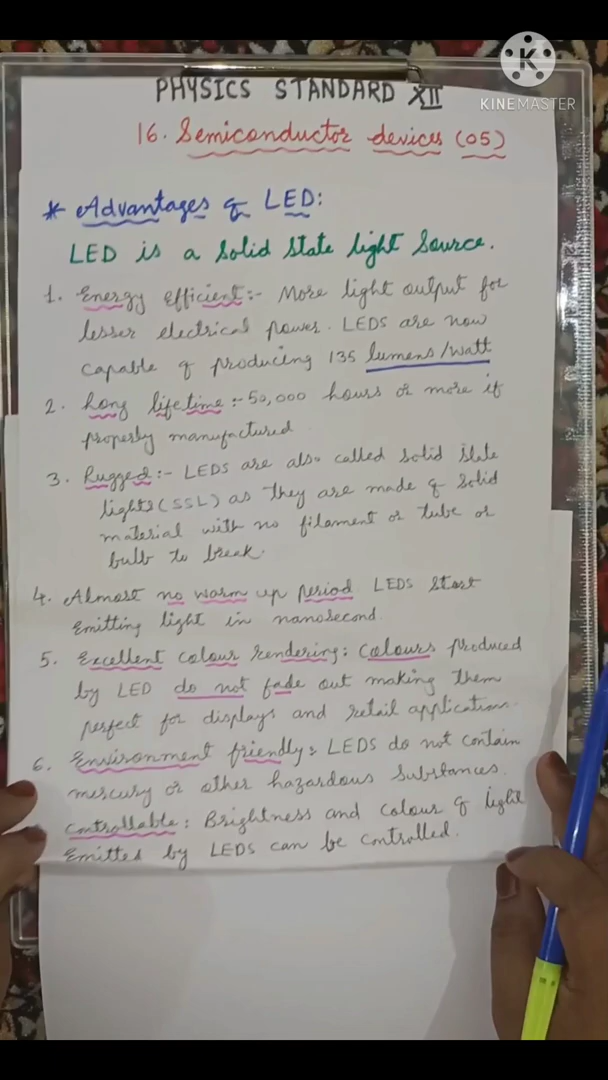 K
KINEMASTER
PHYSICS STANDARD XII
16. Semiconductor devices (05)
* Advantages of LED:
LED is a Solid State light Source.
1. Energy Efficient:- More light output for
lesser electrical power. LEDS are now
capable of producing 135 lumens/watt
2. Long lifetime :- 50,000 hours or more if
properly manufactured
3. Rugged :- LEDS are also called Solid State
lights (SSL) as they are made of Solid
material with no filament or tube or
bulb to break.
4. Almost no warm up period LEDS Start
Emitting light in nanosecond.
5. Excellent colour rendering: Colours produced
by LED do not fade out making them
perfect for displays and retail application.
6. Environment friendly: LEDS do not contain
mercury or other hazardous Substances.
Controllable: Brightness and colour of light
Emitted by LEDS can be controlled.